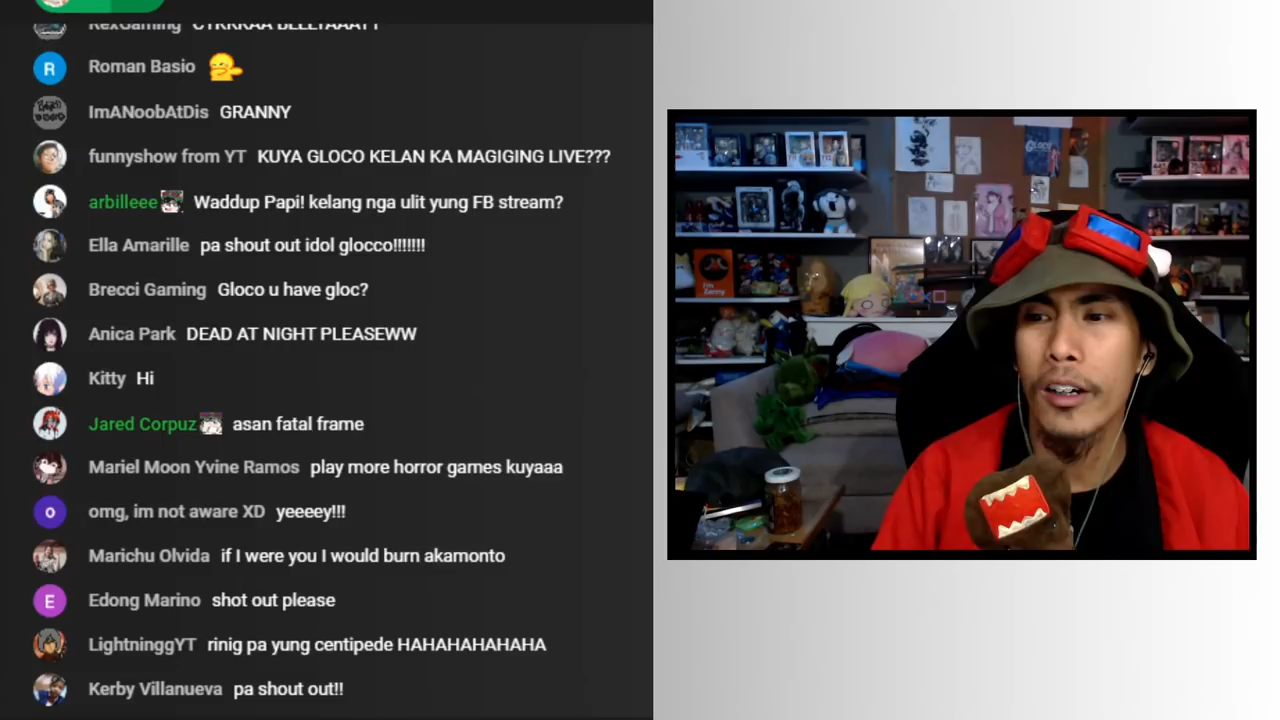 RexGaming
Roman Basio
ImANoobAtDis GRANNY
funnyshow from YT KUYA GLOCO KELAN KA MAGIGING LIVE???
arbilleee Waddup Papi! kelang nga ulit yung FB stream?
Ella Amarille pa shout out idol glocco!!!!!!!
Brecci Gaming Gloco u have gloc?
Anica Park DEAD AT NIGHT PLEASEWW
Kitty Hi
Jared Corpuz asan fatal frame
Mariel Moon Yvine Ramos play more horror games kuyaaa
omg, im not aware XD yeeeey!!!
Marichu Olvida if I were you I would burn akamonto
Edong Marino shot out please
LightninggYT rinig pa yung centipede HAHAHAHAHAHA
Kerby Villanueva pa shout out!!
R
o
E